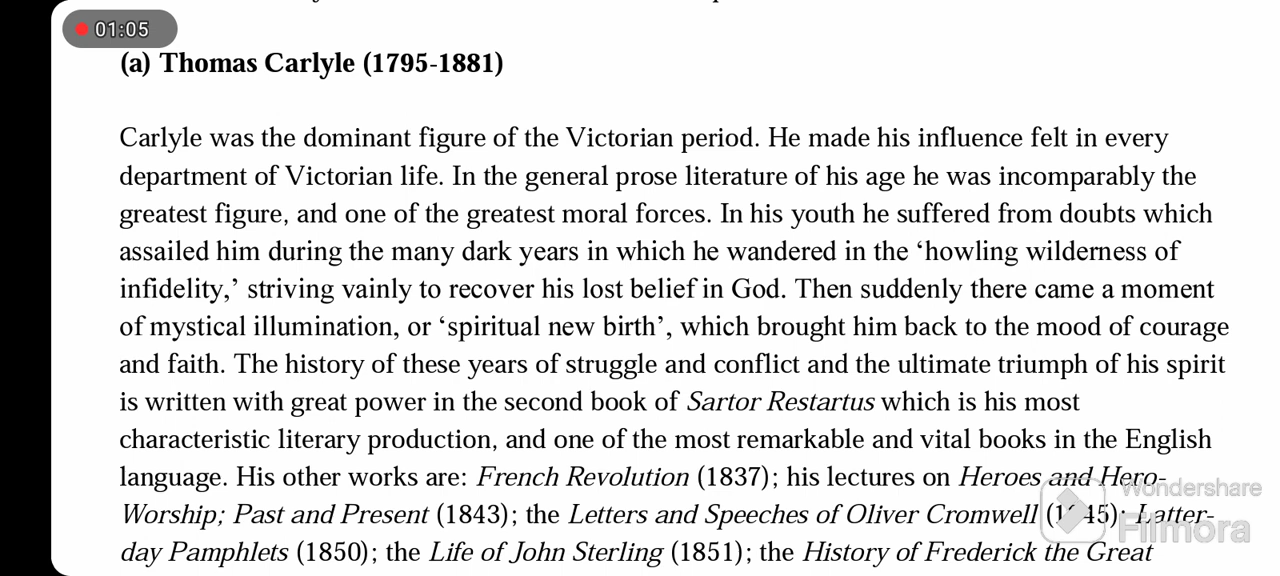 01:05
(a) Thomas Carlyle (1795-1881)
Carlyle was the dominant figure of the Victorian period. He made his influence felt in every
department of Victorian life. In the general prose literature of his age he was incomparably the
greatest figure, and one of the greatest moral forces. In his youth he suffered from doubts which
assailed him during the many dark years in which he wandered in the ‘howling wilderness of
infidelity,’ striving vainly to recover his lost belief in God. Then suddenly there came a moment
of mystical illumination, or ‘spiritual new birth’, which brought him back to the mood of courage
and faith. The history of these years of struggle and conflict and the ultimate triumph of his spirit
is written with great power in the second book of Sartor Restartus which is his most
characteristic literary production, and one of the most remarkable and vital books in the English
language. His other works are: French Revolution (1837); his lectures on Heroes and Hero-
Worship; Past and Present (1843); the Letters and Speeches of Oliver Cromwell (1845); Latter-
day Pamphlets (1850); the Life of John Sterling (1851); the History of Frederick the Great
Wondershare
Filmora